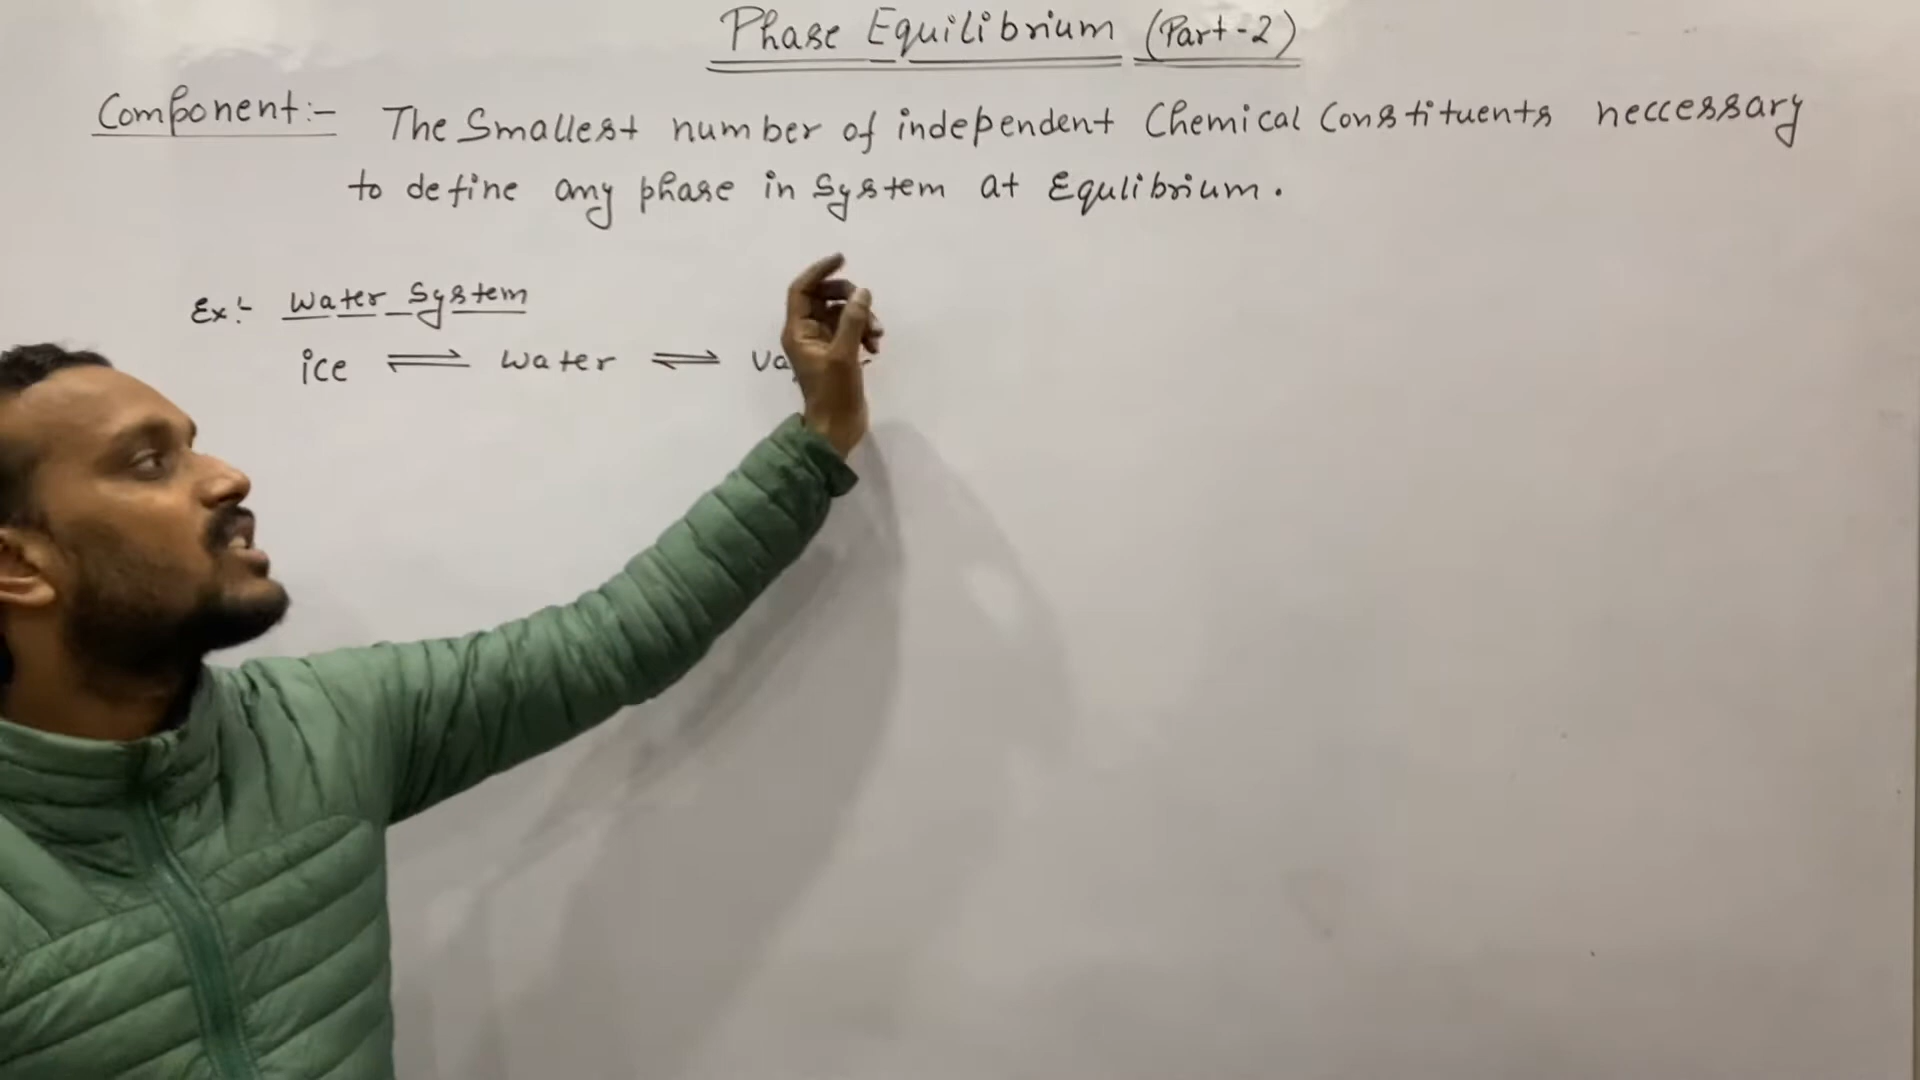 Phase Equilibrium (Part-2)
Component:- The Smallest number of independent Chemical Constituents neccessary
to define any phase in System at Equlibrium.
Ex:- Water System
ice ⇌ water ⇌